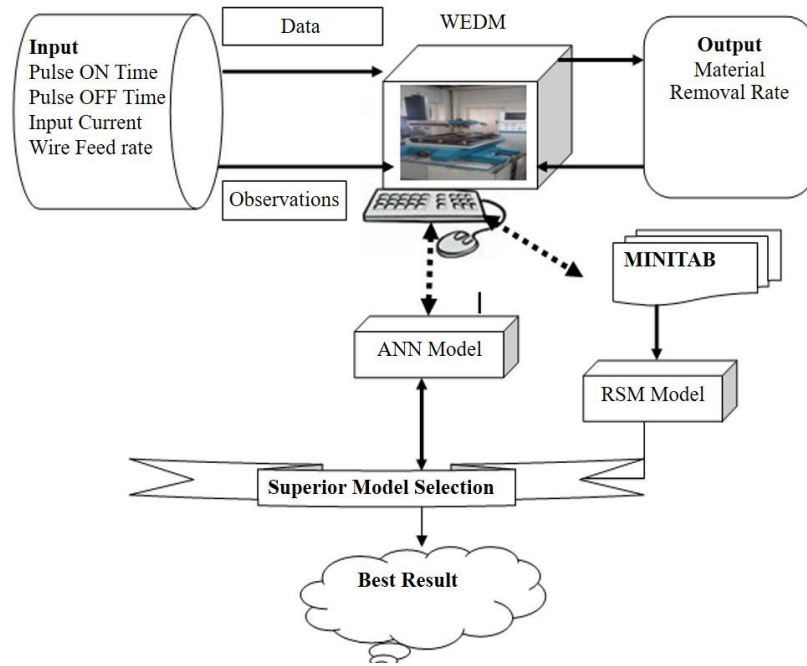 Input
Pulse ON Time
Pulse OFF Time
Input Current
Wire Feed rate
Data
Observations
WEDM
Output
Material
Removal Rate
MINITAB
ANN Model
RSM Model
Superior Model Selection
Best Result